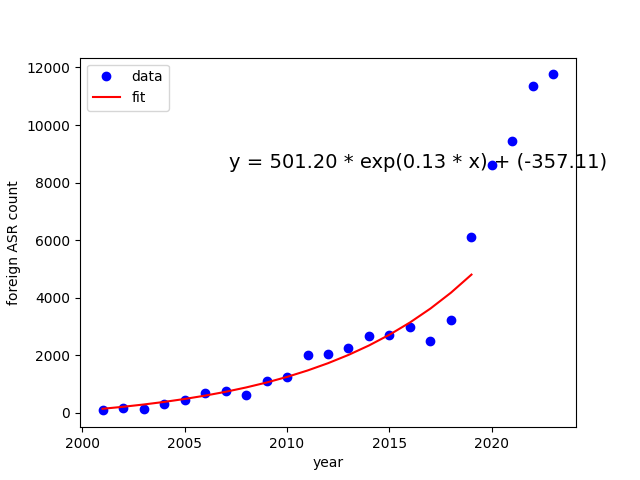 12000
10000
8000
6000
4000
2000
0
foreign ASR count
data
fit
y = 501.20 * exp(0.13 * x) + (-357.11)
2000 2005 2010 2015 2020
year